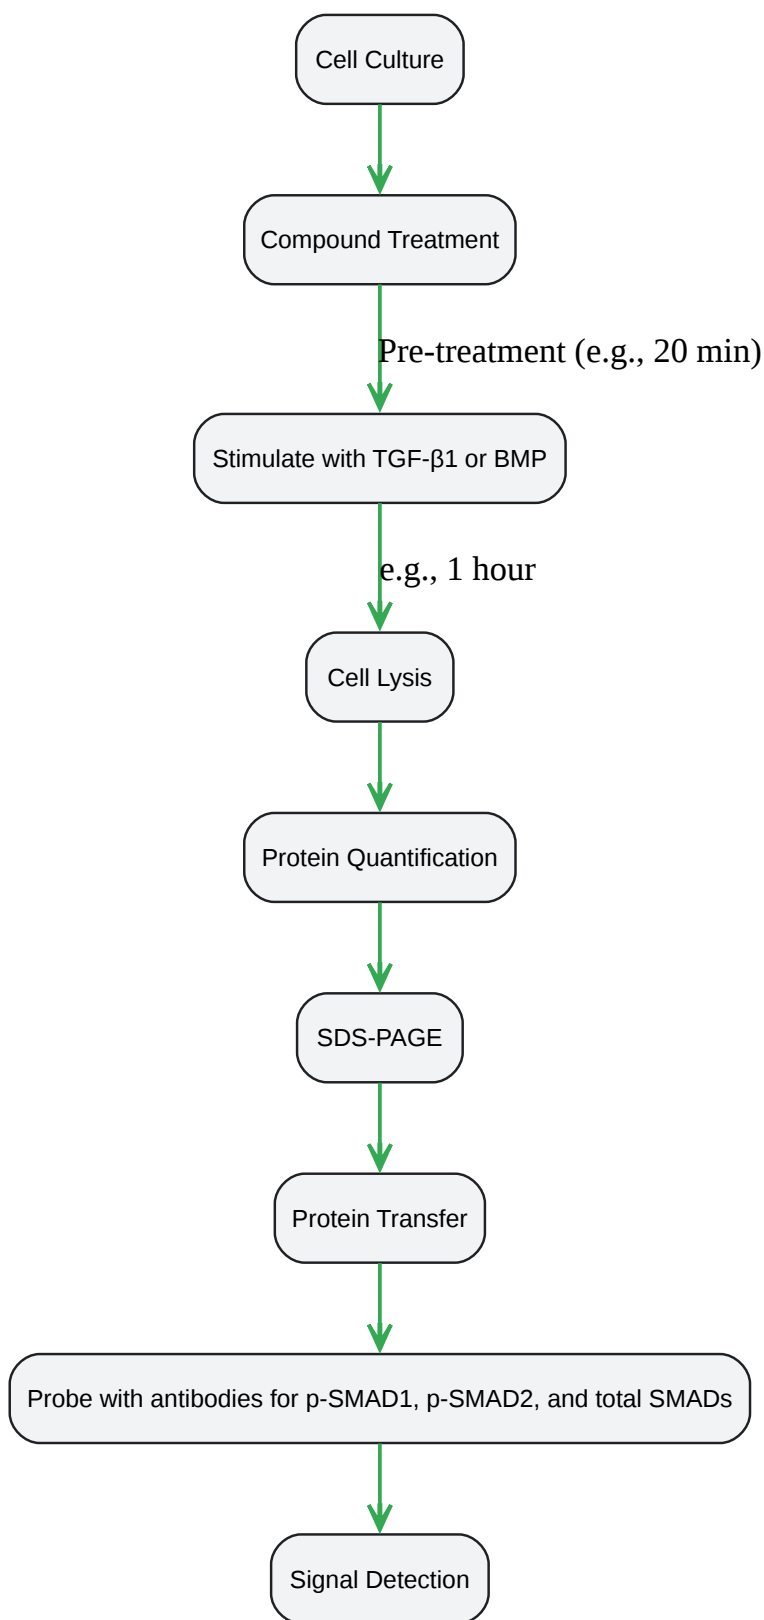 Cell Culture
Compound Treatment
Pre-treatment (e.g., 20 min)
Stimulate with TGF-β1 or BMP
e.g., 1 hour
Cell Lysis
Protein Quantification
SDS-PAGE
Protein Transfer
Probe with antibodies for p-SMAD1, p-SMAD2, and total SMADs
Signal Detection